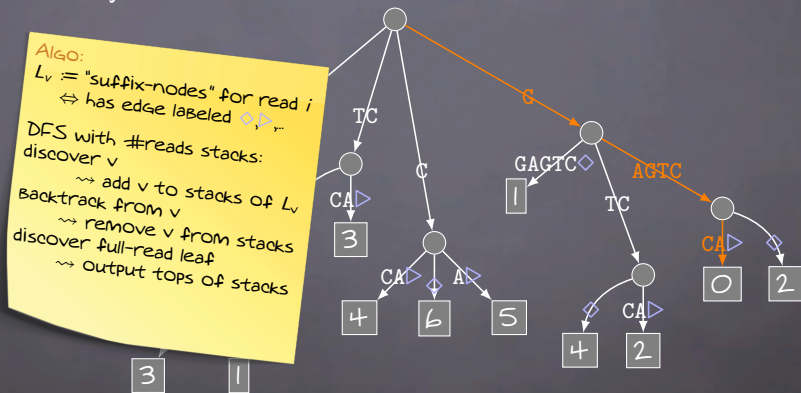 Algo:
L_v := "suffix-nodes" for read i
⇔ has edge labeled ◇,▷,...
DFS with #reads stacks:
discover v
⇝ add v to stacks of L_v
Backtrack from v
⇝ remove v from stacks
discover full-read leaf
⇝ output tops of stacks
G
TC
C
GAGTC◇
AGTC
CA▷
TC
1
3
CA▷
◇
CA▷
◇
A▷
0
2
◇
CA▷
4
6
5
4
2
3
1